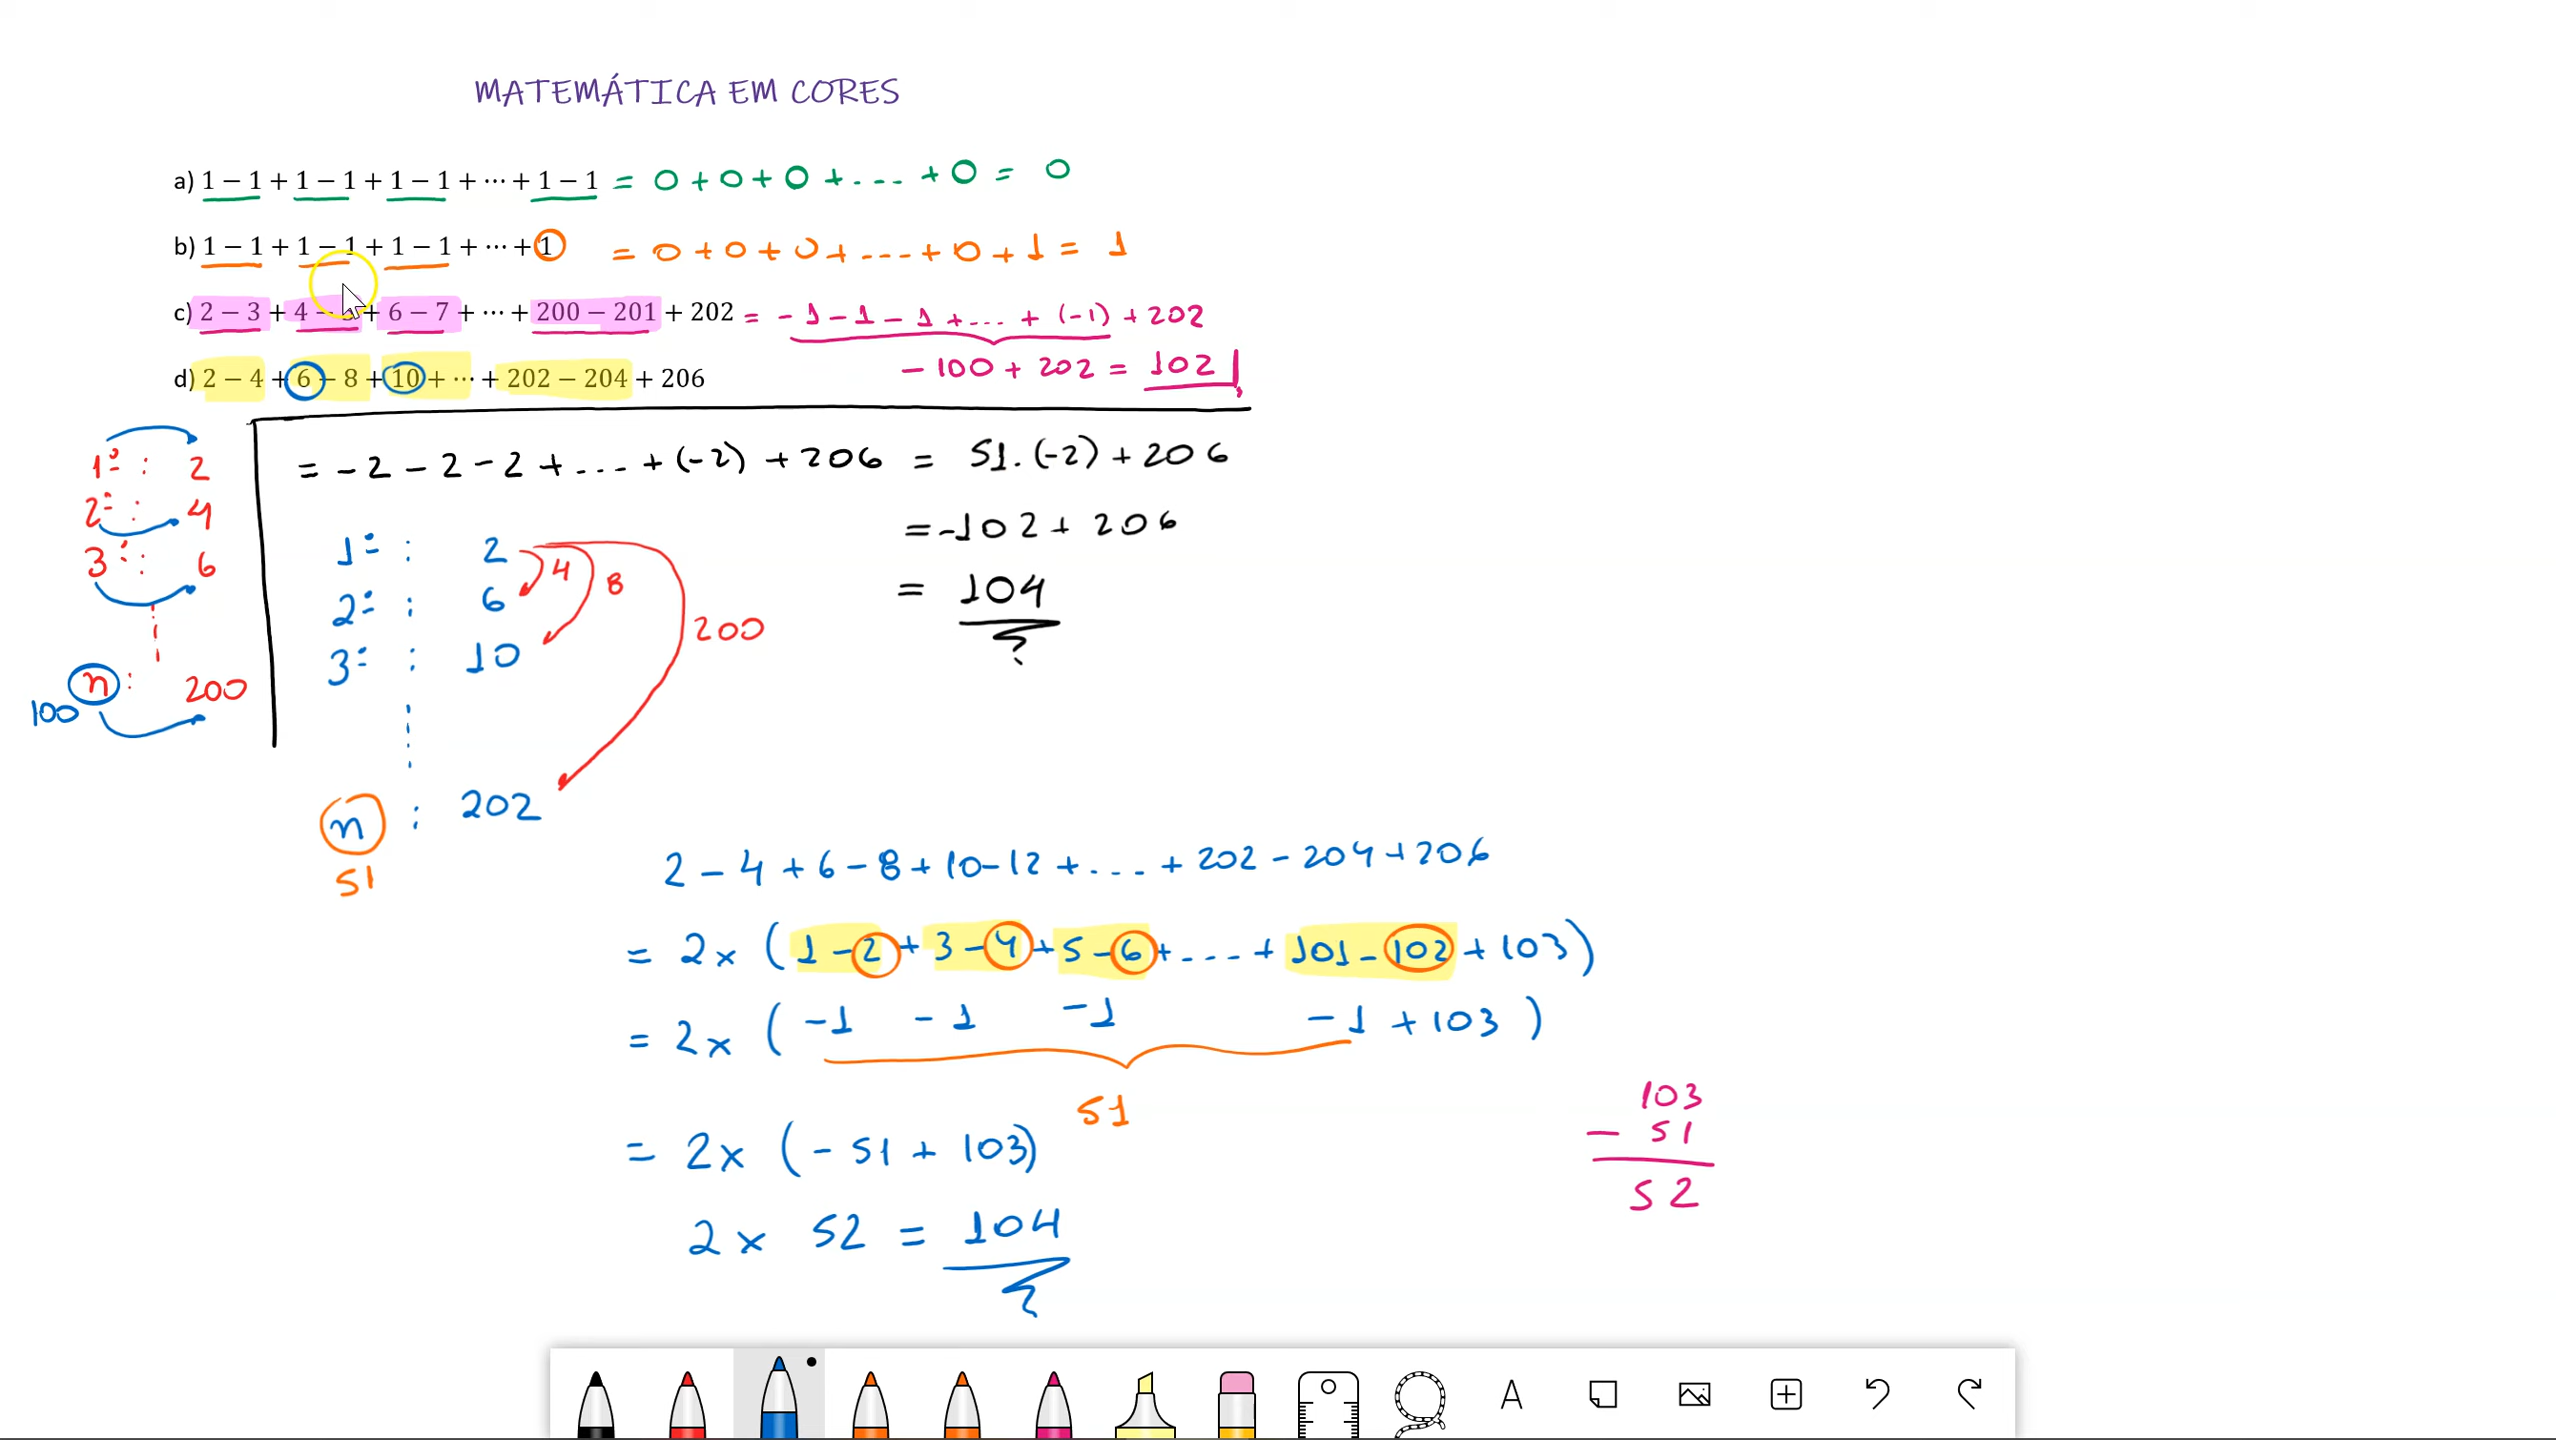 MATEMÁTICA EM CORES
a) 1 − 1 + 1 − 1 + 1 − 1 + ⋯ + 1 − 1 = 0 + 0 + 0 + .... + 0 = 0
b) 1 − 1 + 1 − 1 + 1 − 1 + ⋯ + 1 = 0 + 0 + 0 + .... + 0 + 1 = 1
c) 2 − 3 + 4 − + 6 − 7 + ⋯ + 200 − 201 + 202 = -1 - 1 - 1 + .... + (-1) + 202
-100 + 202 = 102
d) 2 − 4 + 6 − 8 + 10 + ⋯ + 202 − 204 + 206
= -2 - 2 - 2 + .... + (-2) + 206 = 51.(-2) + 206
= -102 + 206
= 104
1º : 2
2º : 4
3º : 6
n : 200
100
1º : 2
2º : 6
3º : 10
4
8
200
n : 202
51
2 - 4 + 6 - 8 + 10 - 12 + .... + 202 - 204 + 206
= 2x (1 - 2 + 3 - 4 + 5 - 6 + .... + 101 - 102 + 103)
= 2x (-1 -1 -1 -1 + 103)
51
= 2x (-51 + 103)
2x 52 = 104
103
- 51
52
A